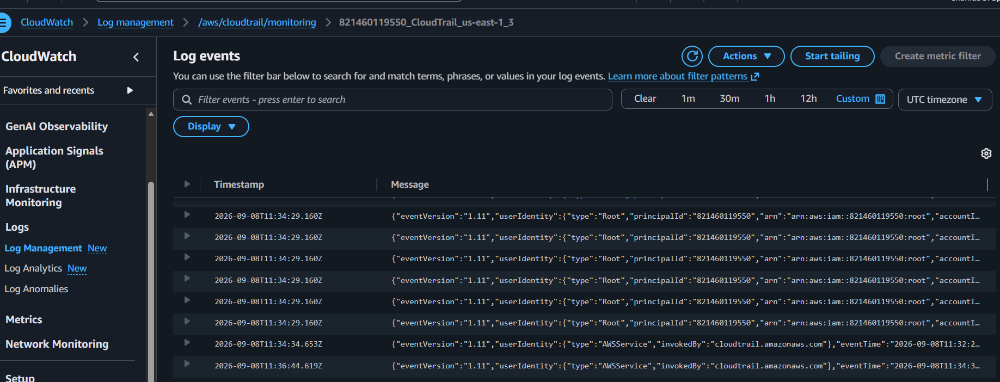 CloudWatch > Log management > /aws/cloudtrail/monitoring > 821460119550_CloudTrail_us-east-1_3
CloudWatch
Favorites and recents
GenAI Observability
Application Signals
(APM)
Infrastructure
Monitoring
Logs
Log Management New
Log Analytics New
Log Anomalies
Metrics
Network Monitoring
Setup
Log events
Actions
Start tailing
Create metric filter
You can use the filter bar below to search for and match terms, phrases, or values in your log events. Learn more about filter patterns
Filter events - press enter to search
Clear 1m 30m 1h 12h Custom
UTC timezone
Display
Timestamp Message
2026-09-08T11:34:29.160Z {"eventVersion":"1.11","userIdentity":{"type":"Root","principalId":"821460119550","arn":"arn:aws:iam::821460119550:root","accountI…
2026-09-08T11:34:29.160Z {"eventVersion":"1.11","userIdentity":{"type":"Root","principalId":"821460119550","arn":"arn:aws:iam::821460119550:root","accountI…
2026-09-08T11:34:29.160Z {"eventVersion":"1.11","userIdentity":{"type":"Root","principalId":"821460119550","arn":"arn:aws:iam::821460119550:root","accountI…
2026-09-08T11:34:29.160Z {"eventVersion":"1.11","userIdentity":{"type":"Root","principalId":"821460119550","arn":"arn:aws:iam::821460119550:root","accountI…
2026-09-08T11:34:29.160Z {"eventVersion":"1.11","userIdentity":{"type":"Root","principalId":"821460119550","arn":"arn:aws:iam::821460119550:root","accountI…
2026-09-08T11:34:29.160Z {"eventVersion":"1.11","userIdentity":{"type":"Root","principalId":"821460119550","arn":"arn:aws:iam::821460119550:root","accountI…
2026-09-08T11:34:34.653Z {"eventVersion":"1.11","userIdentity":{"type":"AWSService","invokedBy":"cloudtrail.amazonaws.com"},"eventTime":"2026-09-08T11:32:2…
2026-09-08T11:36:44.619Z {"eventVersion":"1.11","userIdentity":{"type":"AWSService","invokedBy":"cloudtrail.amazonaws.com"},"eventTime":"2026-09-08T11:34:3…